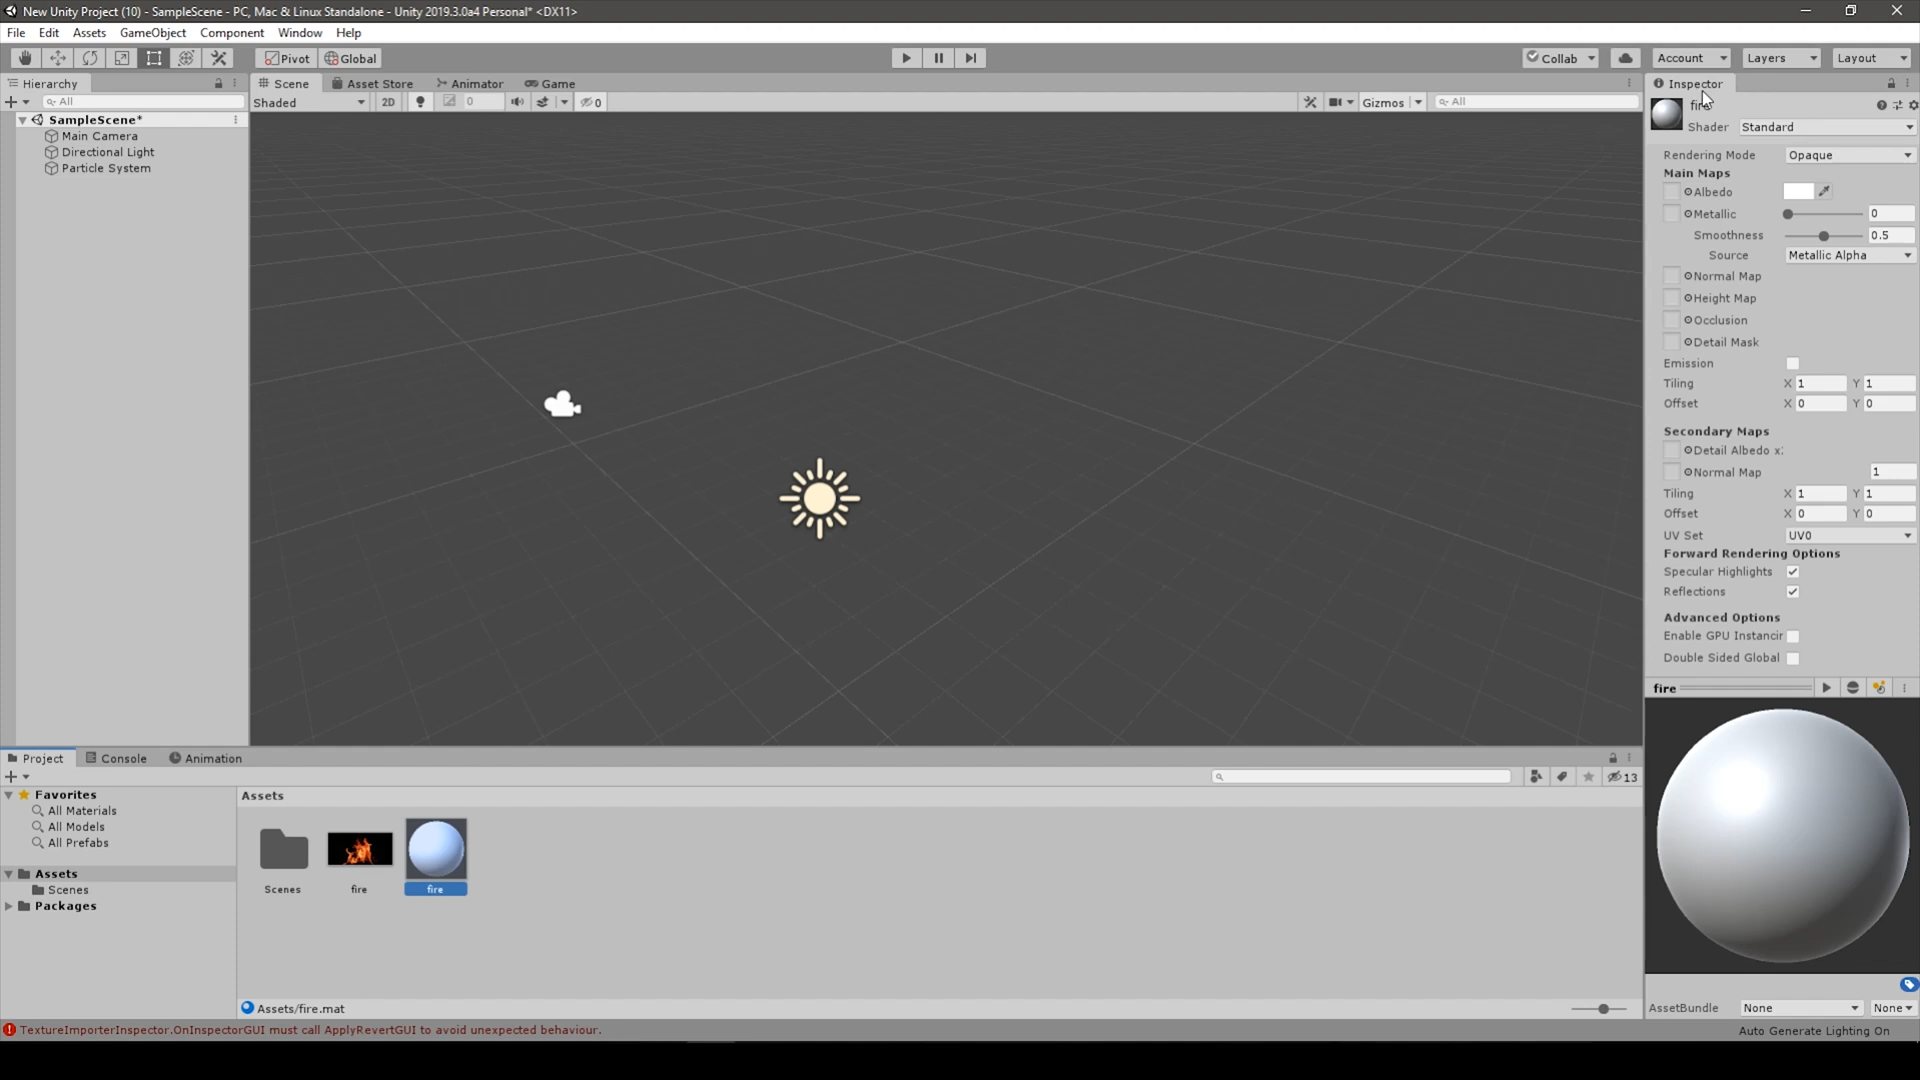 New Unity Project (10) - SampleScene - PC, Mac & Linux Standalone - Unity 2019.3.0a4 Personal* <DX11>
File Edit Assets GameObject Component Window Help
Pivot Global Collab Account Layers Layout
Hierarchy Scene Asset Store Animator Game Inspector
All Shaded 2D 0 0 Gizmos All
SampleScene*
Main Camera
Directional Light
Particle System
fire
Shader Standard
Rendering Mode Opaque
Main Maps
Albedo
Metallic 0
Smoothness 0.5
Source Metallic Alpha
Normal Map
Height Map
Occlusion
Detail Mask
Emission
Tiling X 1 Y 1
Offset X 0 Y 0
Secondary Maps
Detail Albedo x:
Normal Map 1
Tiling X 1 Y 1
Offset X 0 Y 0
UV Set UV0
Forward Rendering Options
Specular Highlights
Reflections
Advanced Options
Enable GPU Instancir
Double Sided Global
fire
Project Console Animation
13
Favorites
All Materials
All Models
All Prefabs
Assets
Scenes
Packages
Assets
Scenes fire fire
Assets/fire.mat
AssetBundle None None
TextureImporterInspector.OnInspectorGUI must call ApplyRevertGUI to avoid unexpected behaviour.
Auto Generate Lighting On